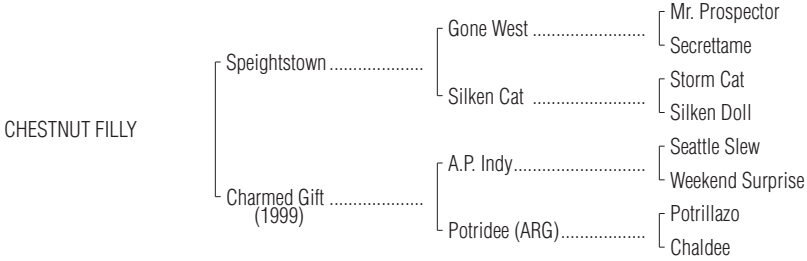 Mr. Prospector
Gone West ........................
Secrettame
Speightstown ....................
Storm Cat
Silken Cat ........................
Silken Doll
CHESTNUT FILLY
Seattle Slew
A.P. Indy............................
Weekend Surprise
Charmed Gift ....................
(1999)
Potrillazo
Potridee (ARG)..................
Chaldee